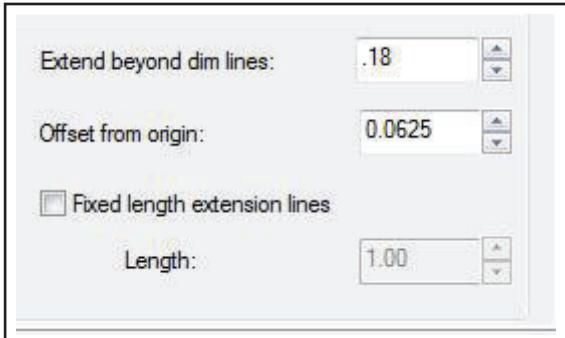 Extend beyond dim lines: .18
Offset from origin: 0.0625
Fixed length extension lines
Length: 1.00